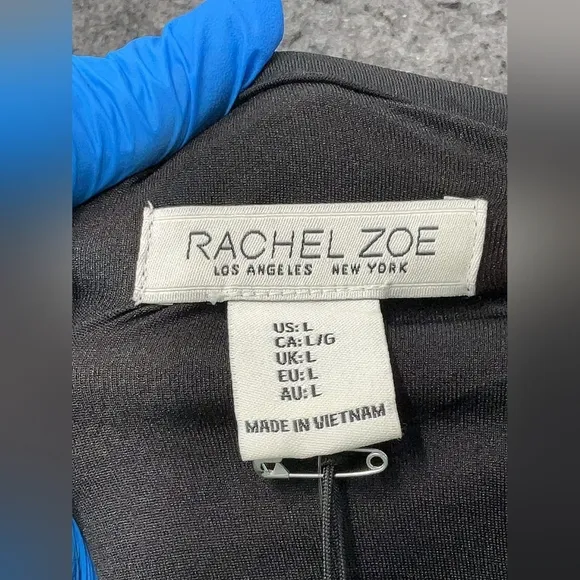 RACHEL ZOE
LOS ANGELES NEW YORK
US: L
CA: L/G
UK: L
EU: L
AU: L
MADE IN VIETNAM